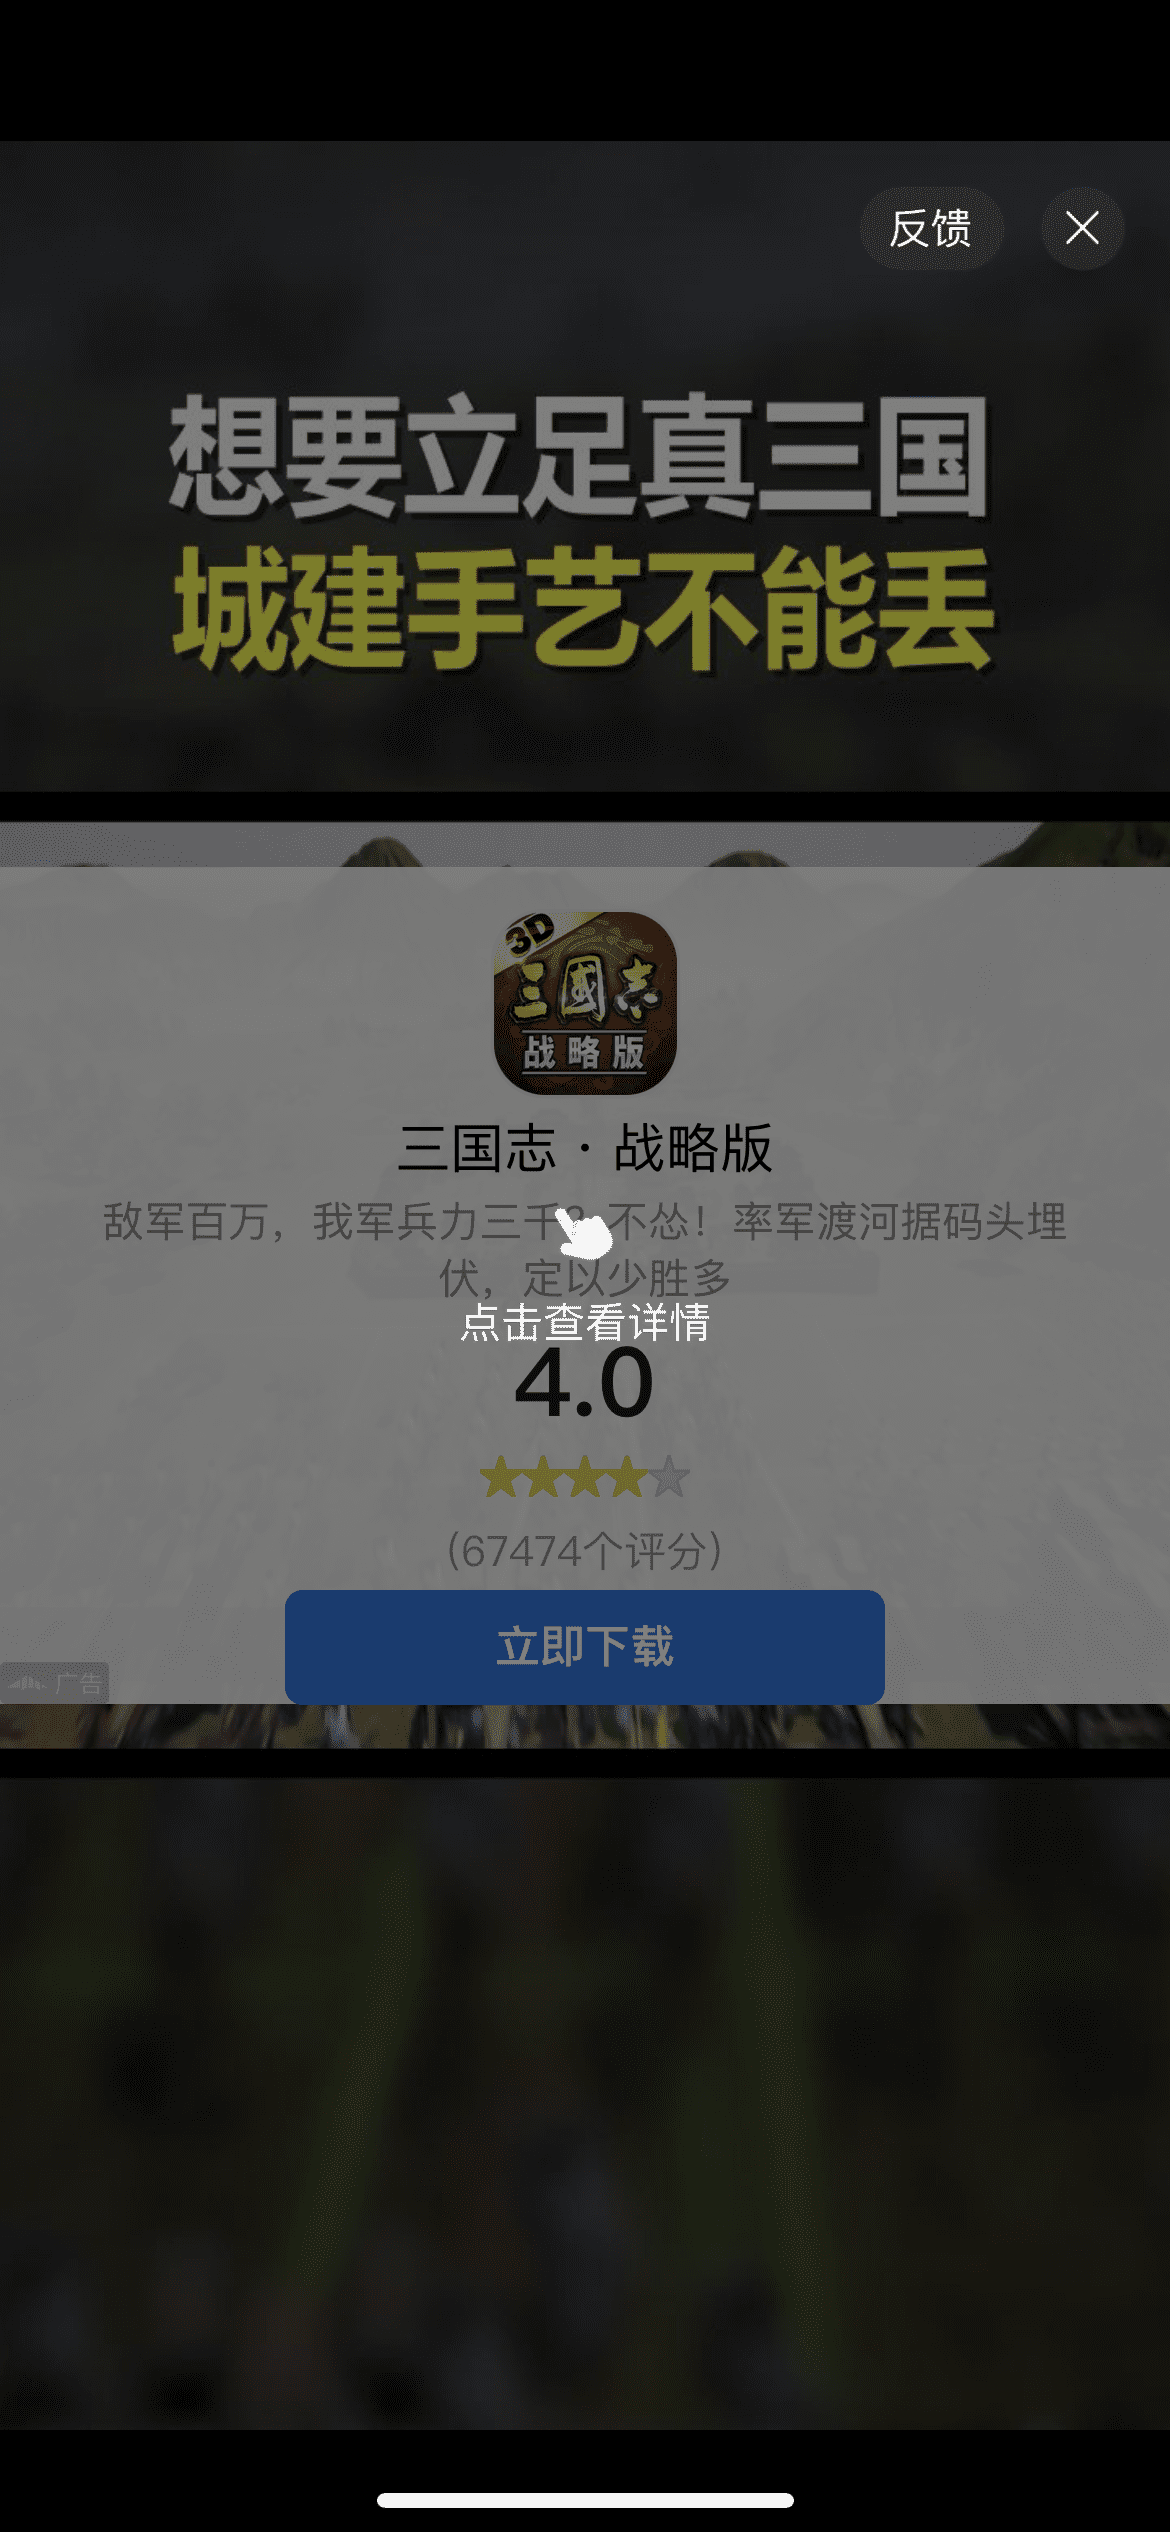 反馈
想要立足真三国
城建手艺不能丢
3D
三國志
战略版
三国志·战略版
敌军百万，我军兵力三千？不怂！率军渡河据码头埋
伏，定以少胜多
点击查看详情
4.0
（67474个评分）
立即下载
广告